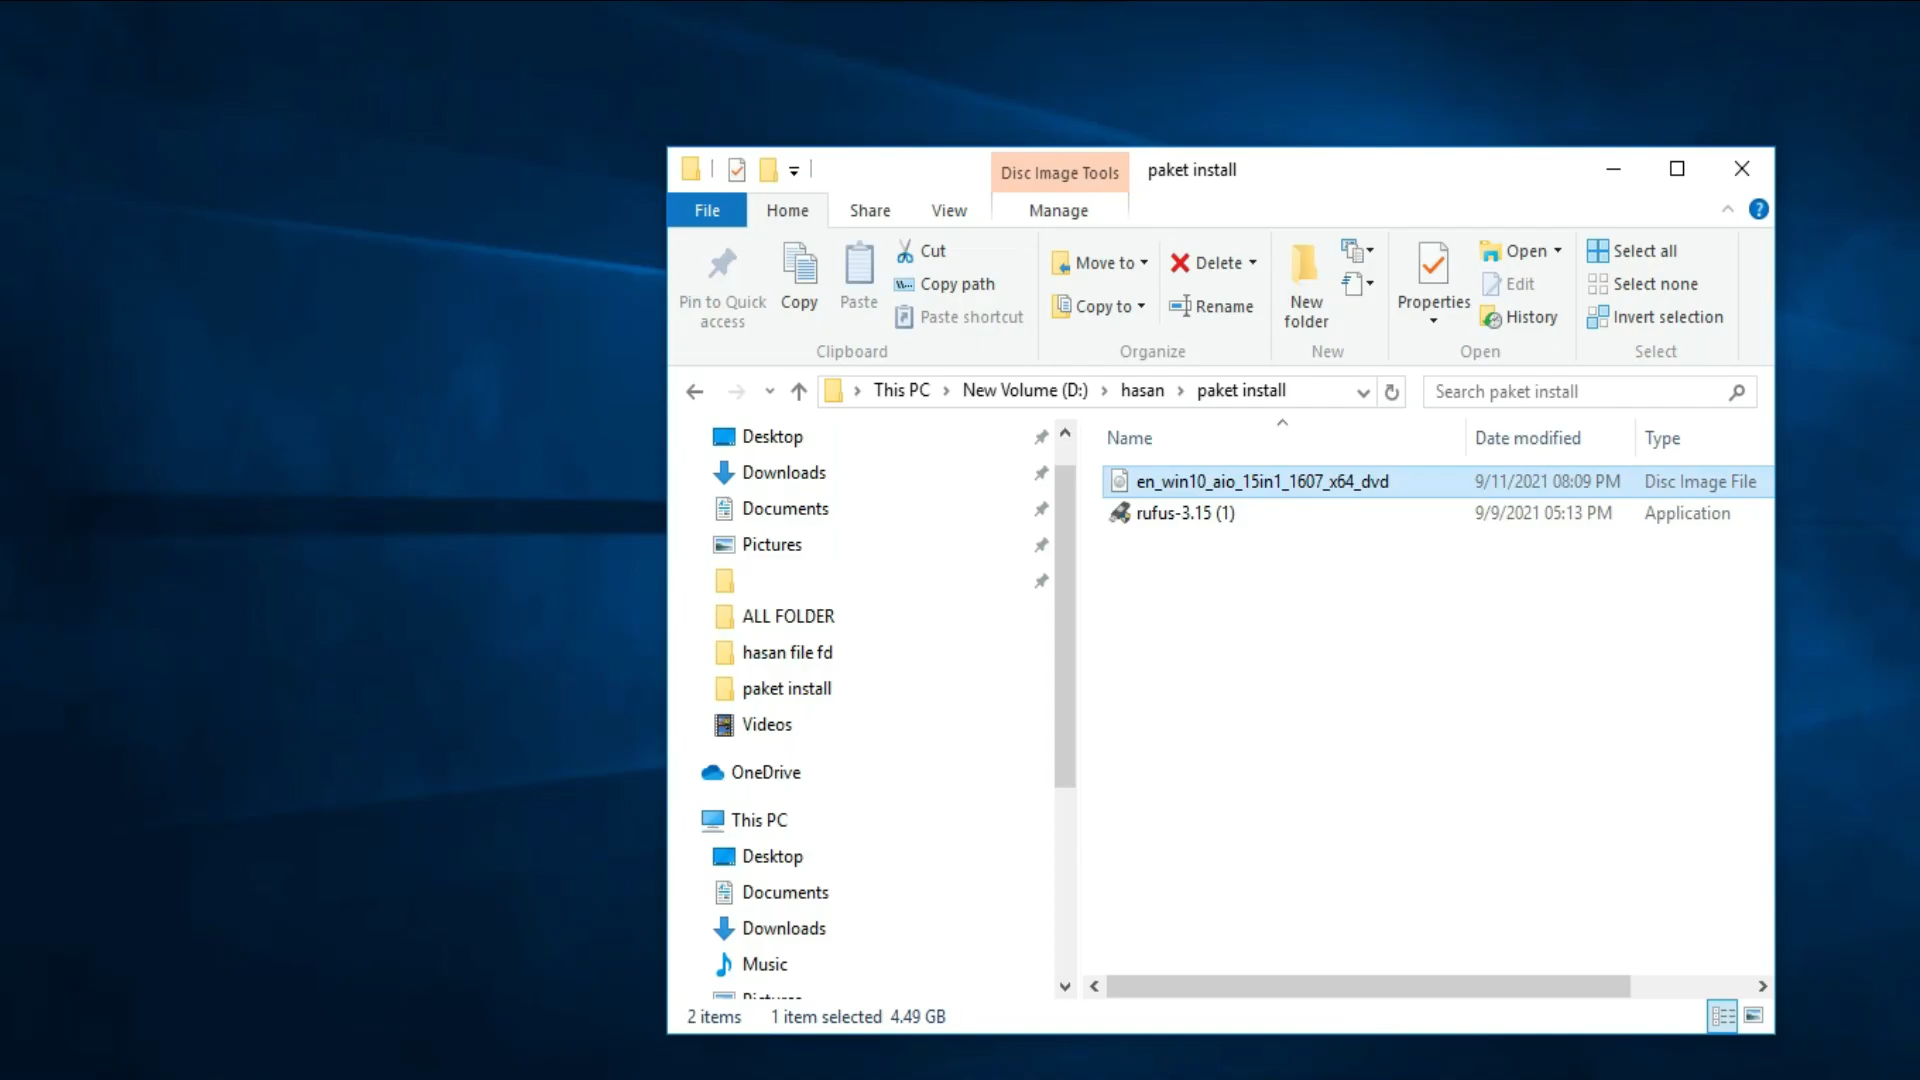 Disc Image Tools paket install
File Home Share View Manage
Pin to Quick access
Copy
Paste
Cut
Copy path
Paste shortcut
Clipboard
Move to
Copy to
Delete
Rename
Organize
New folder
New
Properties
Open
Edit
History
Open
Select all
Select none
Invert selection
Select
This PC New Volume (D:) hasan paket install
Search paket install
Desktop
Downloads
Documents
Pictures
ALL FOLDER
hasan file fd
paket install
Videos
OneDrive
This PC
Desktop
Documents
Downloads
Music
Pictures
Name Date modified Type
en_win10_aio_15in1_1607_x64_dvd 9/11/2021 08:09 PM Disc Image File
rufus-3.15 (1) 9/9/2021 05:13 PM Application
2 items 1 item selected 4.49 GB